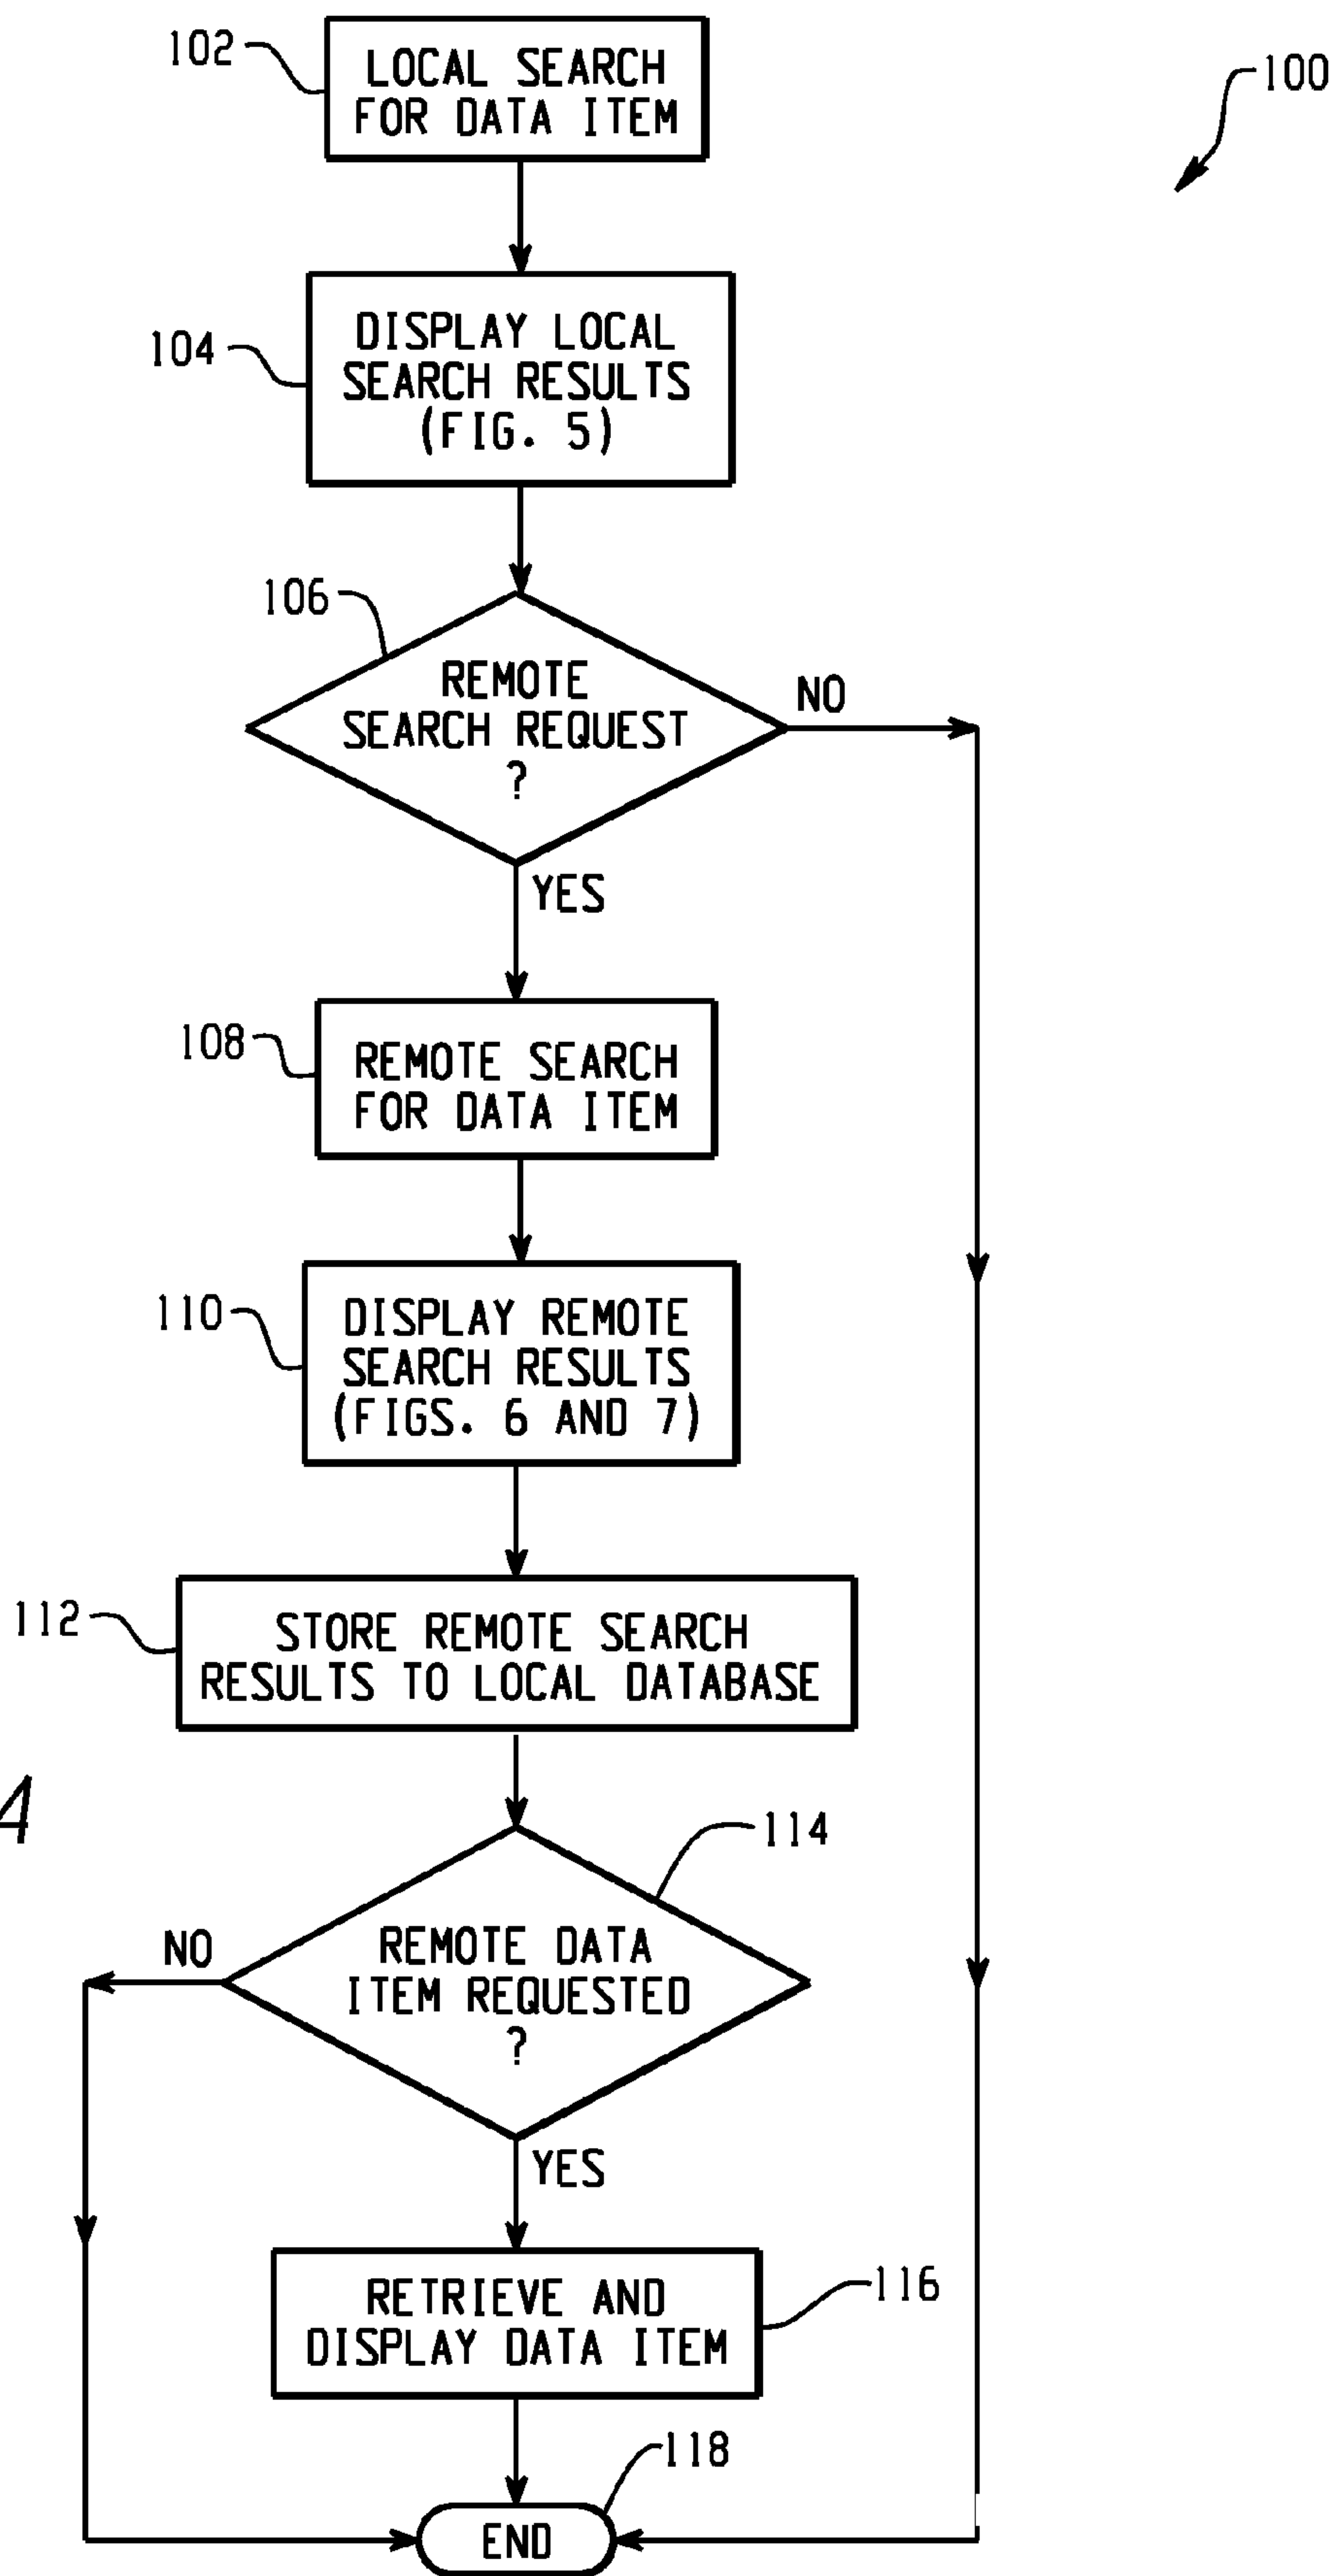 102
LOCAL SEARCH
FOR DATA ITEM
100
104
DISPLAY LOCAL
SEARCH RESULTS
(FIG. 5)
106
REMOTE
SEARCH REQUEST
?
NO
YES
108
REMOTE SEARCH
FOR DATA ITEM
110
DISPLAY REMOTE
SEARCH RESULTS
(FIGS. 6 AND 7)
112
STORE REMOTE SEARCH
RESULTS TO LOCAL DATABASE
114
NO
REMOTE DATA
ITEM REQUESTED
?
YES
116
RETRIEVE AND
DISPLAY DATA ITEM
118
END